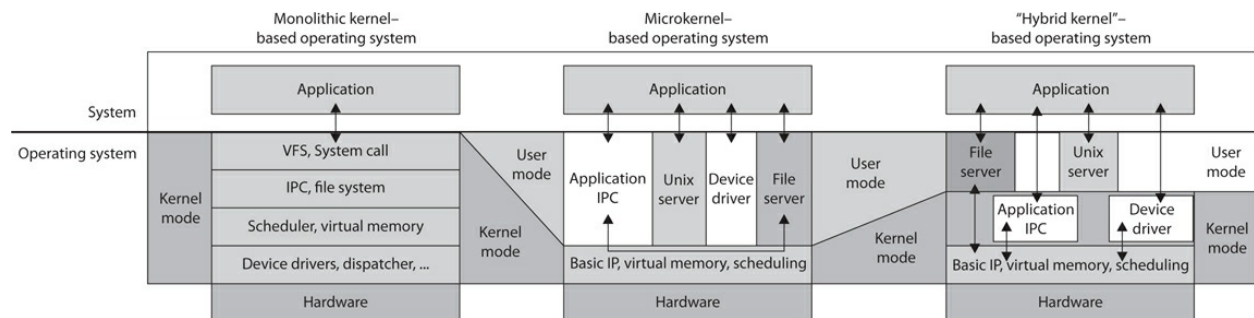 Monolithic kernel–
based operating system
Microkernel–
based operating system
“Hybrid kernel”–
based operating system
Application
Application
Application
System
Operating system
Kernel
mode
VFS, System call
IPC, file system
Scheduler, virtual memory
Device drivers, dispatcher, ...
Hardware
User
mode
Kernel
mode
Application
IPC
Unix
server
Device
driver
File
server
Basic IP, virtual memory, scheduling
Hardware
User
mode
Kernel
mode
File
server
Unix
server
User
mode
Application
IPC
Device
driver
Kernel
mode
Basic IP, virtual memory, scheduling
Hardware